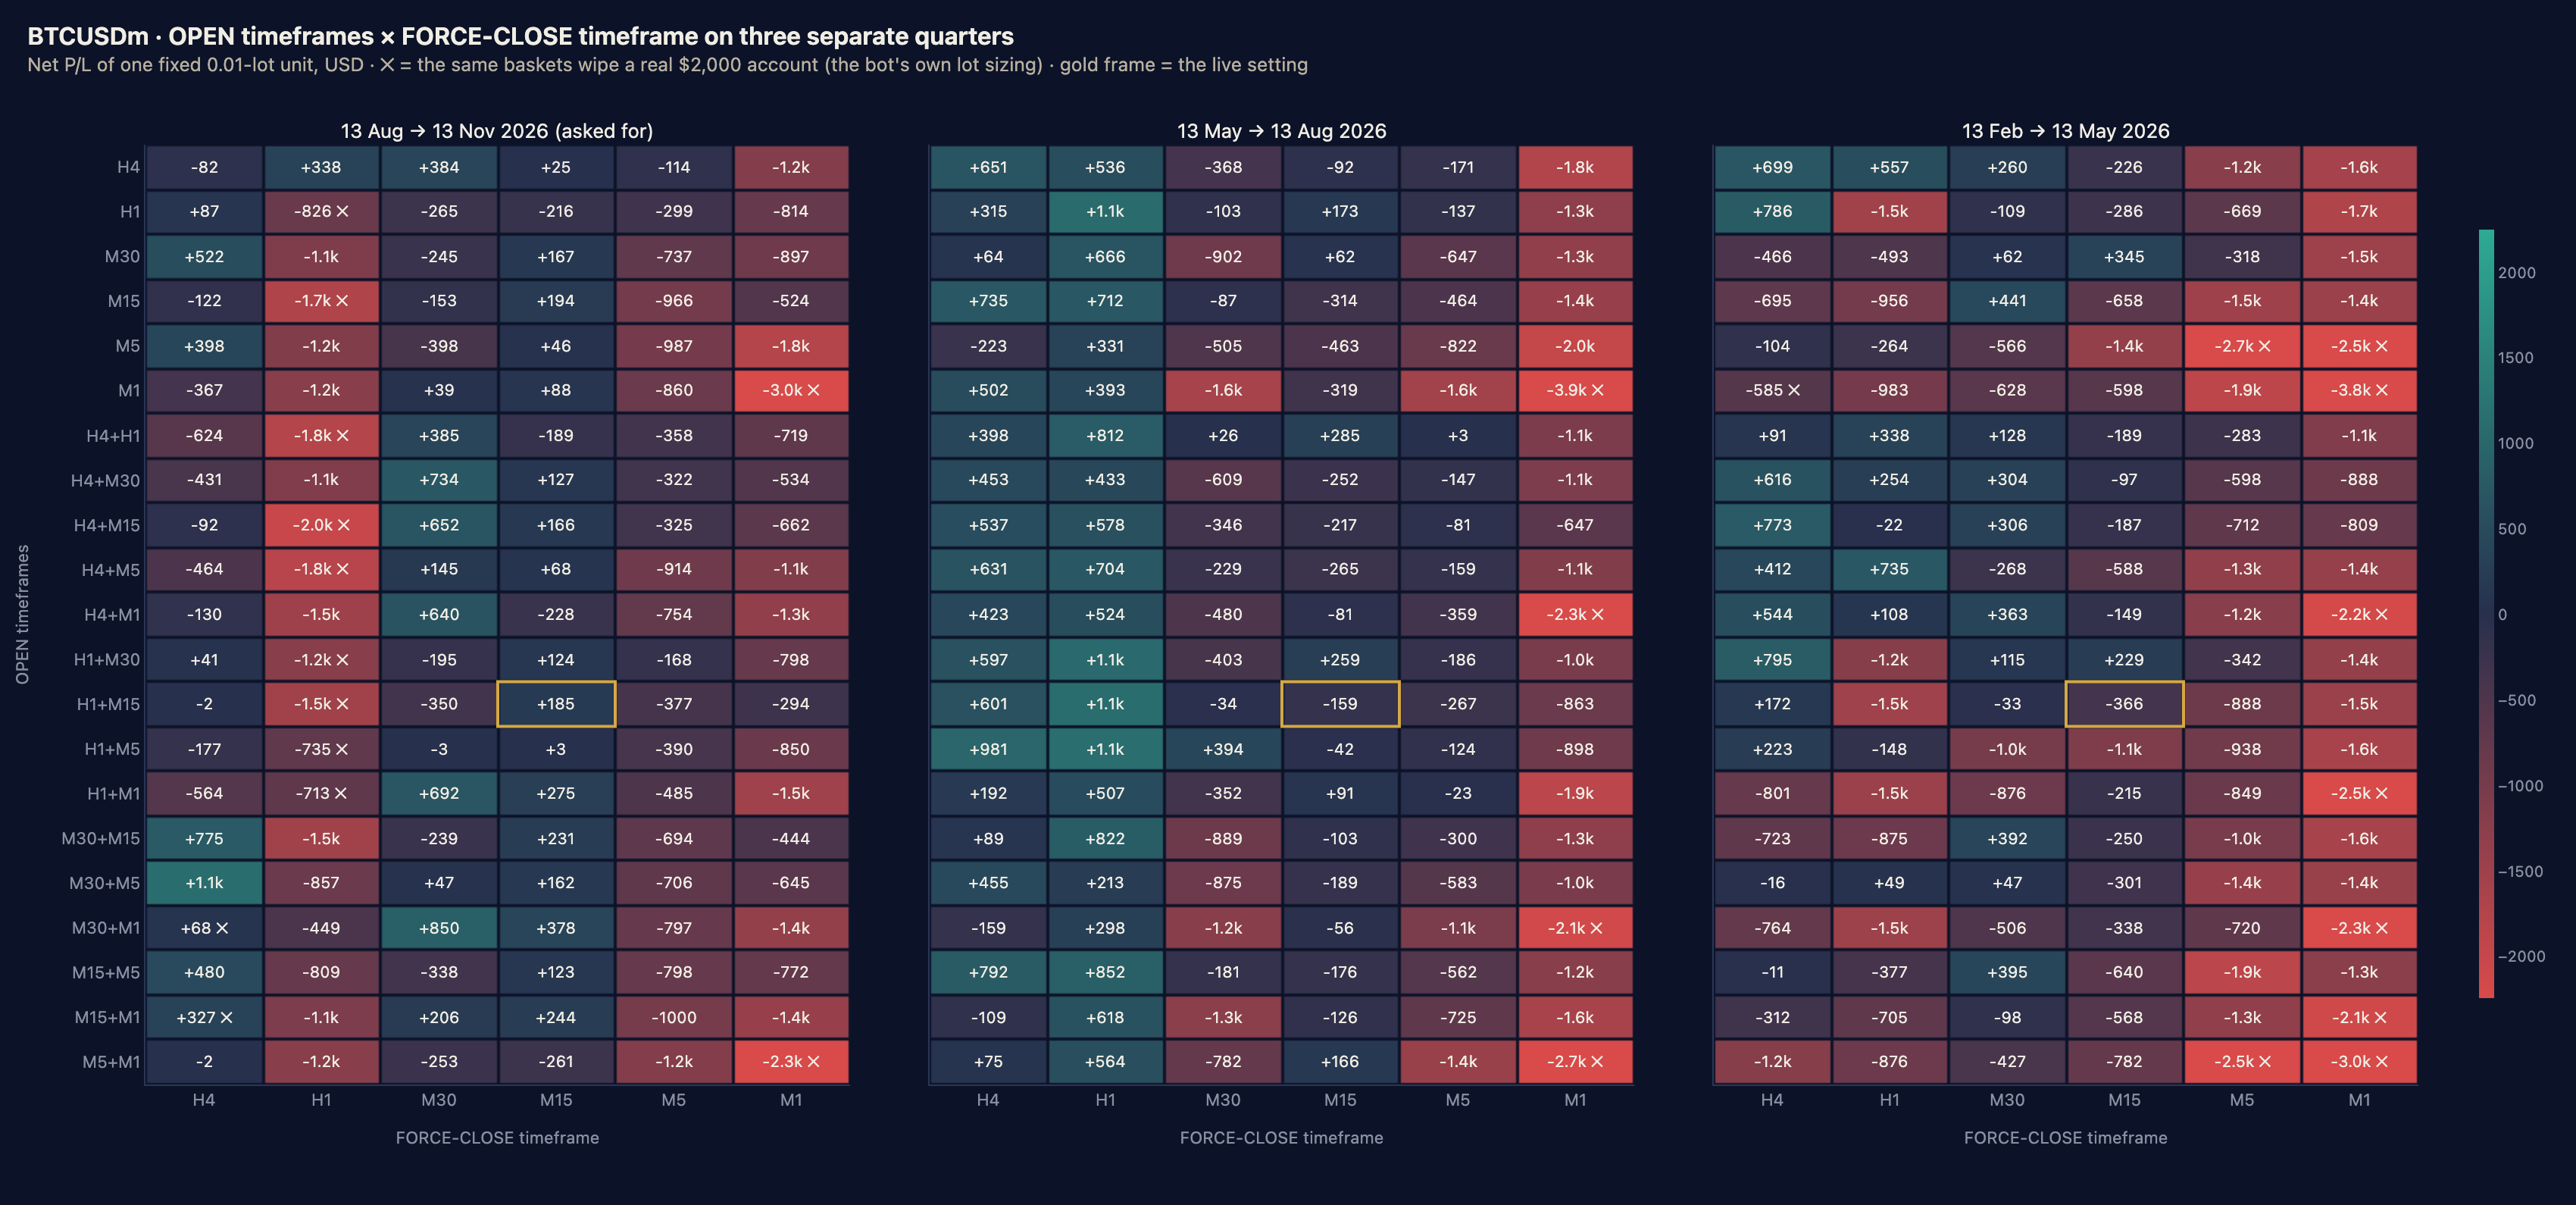 BTCUSDm · OPEN timeframes × FORCE-CLOSE timeframe on three separate quarters
Net P/L of one fixed 0.01-lot unit, USD · ✕ = the same baskets wipe a real $2,000 account (the bot's own lot sizing) · gold frame = the live setting
13 Aug → 13 Nov 2026 (asked for)
OPEN timeframes
H4 -82 +338 +384 +25 -114 -1.2k
H1 +87 -826 ✕ -265 -216 -299 -814
M30 +522 -1.1k -245 +167 -737 -897
M15 -122 -1.7k ✕ -153 +194 -966 -524
M5 +398 -1.2k -398 +46 -987 -1.8k
M1 -367 -1.2k +39 +88 -860 -3.0k ✕
H4+H1 -624 -1.8k ✕ +385 -189 -358 -719
H4+M30 -431 -1.1k +734 +127 -322 -534
H4+M15 -92 -2.0k ✕ +652 +166 -325 -662
H4+M5 -464 -1.8k ✕ +145 +68 -914 -1.1k
H4+M1 -130 -1.5k +640 -228 -754 -1.3k
H1+M30 +41 -1.2k ✕ -195 +124 -168 -798
H1+M15 -2 -1.5k ✕ -350 +185 -377 -294
H1+M5 -177 -735 ✕ -3 +3 -390 -850
H1+M1 -564 -713 ✕ +692 +275 -485 -1.5k
M30+M15 +775 -1.5k -239 +231 -694 -444
M30+M5 +1.1k -857 +47 +162 -706 -645
M30+M1 +68 ✕ -449 +850 +378 -797 -1.4k
M15+M5 +480 -809 -338 +123 -798 -772
M15+M1 +327 ✕ -1.1k +206 +244 -1000 -1.4k
M5+M1 -2 -1.2k -253 -261 -1.2k -2.3k ✕
H4 H1 M30 M15 M5 M1
FORCE-CLOSE timeframe
13 May → 13 Aug 2026
+651 +536 -368 -92 -171 -1.8k
+315 +1.1k -103 +173 -137 -1.3k
+64 +666 -902 +62 -647 -1.3k
+735 +712 -87 -314 -464 -1.4k
-223 +331 -505 -463 -822 -2.0k
+502 +393 -1.6k -319 -1.6k -3.9k ✕
+398 +812 +26 +285 +3 -1.1k
+453 +433 -609 -252 -147 -1.1k
+537 +578 -346 -217 -81 -647
+631 +704 -229 -265 -159 -1.1k
+423 +524 -480 -81 -359 -2.3k ✕
+597 +1.1k -403 +259 -186 -1.0k
+601 +1.1k -34 -159 -267 -863
+981 +1.1k +394 -42 -124 -898
+192 +507 -352 +91 -23 -1.9k
+89 +822 -889 -103 -300 -1.3k
+455 +213 -875 -189 -583 -1.0k
-159 +298 -1.2k -56 -1.1k -2.1k ✕
+792 +852 -181 -176 -562 -1.2k
-109 +618 -1.3k -126 -725 -1.6k
+75 +564 -782 +166 -1.4k -2.7k ✕
H4 H1 M30 M15 M5 M1
FORCE-CLOSE timeframe
13 Feb → 13 May 2026
+699 +557 +260 -226 -1.2k -1.6k
+786 -1.5k -109 -286 -669 -1.7k
-466 -493 +62 +345 -318 -1.5k
-695 -956 +441 -658 -1.5k -1.4k
-104 -264 -566 -1.4k -2.7k ✕ -2.5k ✕
-585 ✕ -983 -628 -598 -1.9k -3.8k ✕
+91 +338 +128 -189 -283 -1.1k
+616 +254 +304 -97 -598 -888
+773 -22 +306 -187 -712 -809
+412 +735 -268 -588 -1.3k -1.4k
+544 +108 +363 -149 -1.2k -2.2k ✕
+795 -1.2k +115 +229 -342 -1.4k
+172 -1.5k -33 -366 -888 -1.5k
+223 -148 -1.0k -1.1k -938 -1.6k
-801 -1.5k -876 -215 -849 -2.5k ✕
-723 -875 +392 -250 -1.0k -1.6k
-16 +49 +47 -301 -1.4k -1.4k
-764 -1.5k -506 -338 -720 -2.3k ✕
-11 -377 +395 -640 -1.9k -1.3k
-312 -705 -98 -568 -1.3k -2.1k ✕
-1.2k -876 -427 -782 -2.5k ✕ -3.0k ✕
H4 H1 M30 M15 M5 M1
FORCE-CLOSE timeframe
2000
1500
1000
500
0
−500
−1000
−1500
−2000